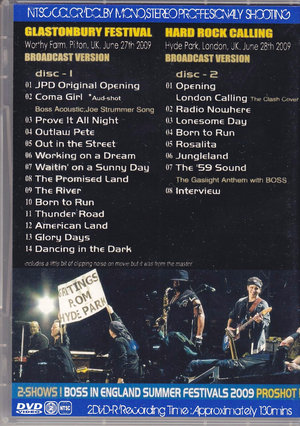 NTSC COLOR/DOLBY MONO,STEREO PROFFESIONALY SHOOTING
GLASTONBURY FESTIVAL
Worthy Farm, Pilton, UK, June 27th 2009
BROADCAST VERSION
disc - 1
01 JPD Original Opening
02 Coma Girl *Aud-shot
Boss Acoustic;Joe Strummer Song
03 Prove It All Night
04 Outlaw Pete
05 Out in the Street
06 Working on a Dream
07 Waitin' on a Sunny Day
08 The Promised Land
09 The River
10 Born to Run
11 Thunder Road
12 American Land
13 Glory Days
14 Dancing in the Dark
includes a little bit of clipping noise on movie but it was from the master
HARD ROCK CALLING
Hyde Park, London, UK, June 28th 2009
BROADCAST VERSION
disc - 2
01 Opening
London Calling The Clash Cover
02 Radio Nowhere
03 Lonesome Day
04 Born to Run
05 Rosalita
06 Jungleland
07 The '59 Sound
The Gaslight Anthem with BOSS
08 Interview
EETINGS
ROM
HYDE PARK
2-SHOWS ! BOSS IN ENGLAND SUMMER FESTIVALS 2009 PROSHOT !
DVD 2 NTSC
2DVD-R/Recording Time : Approximately 130mins